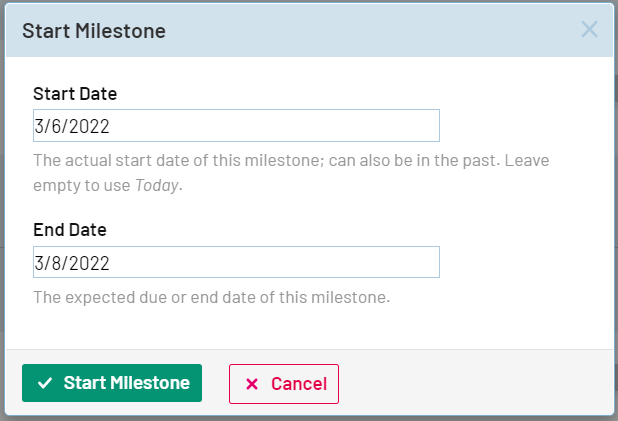 Start Milestone
Start Date
3/6/2022
The actual start date of this milestone; can also be in the past. Leave
empty to use Today.
End Date
3/8/2022
The expected due or end date of this milestone.
Start Milestone
Cancel